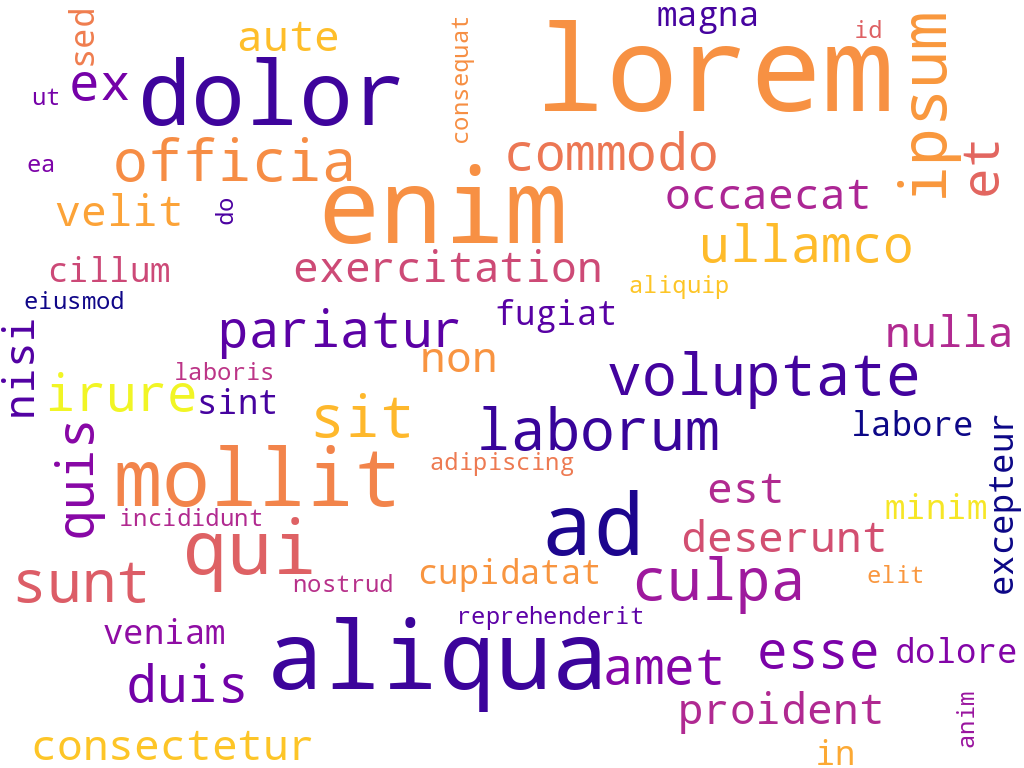 magna
lorem
id
ipsum
sed
aute
consequat
ex
dolor
ut
officia
commodo
et
ea
enim
occaecat
velit
do
ullamco
cillum
exercitation
aliquip
eiusmod
fugiat
pariatur
nulla
nisi
non
laboris
voluptate
irure
sint
sit
laborum
labore
excepteur
quis
mollit
adipiscing
est
minim
incididunt
ad
qui
deserunt
sunt
nostrud
cupidatat
culpa
elit
reprehenderit
veniam
aliqua
esse
dolore
duis
amet
proident
anim
consectetur
in